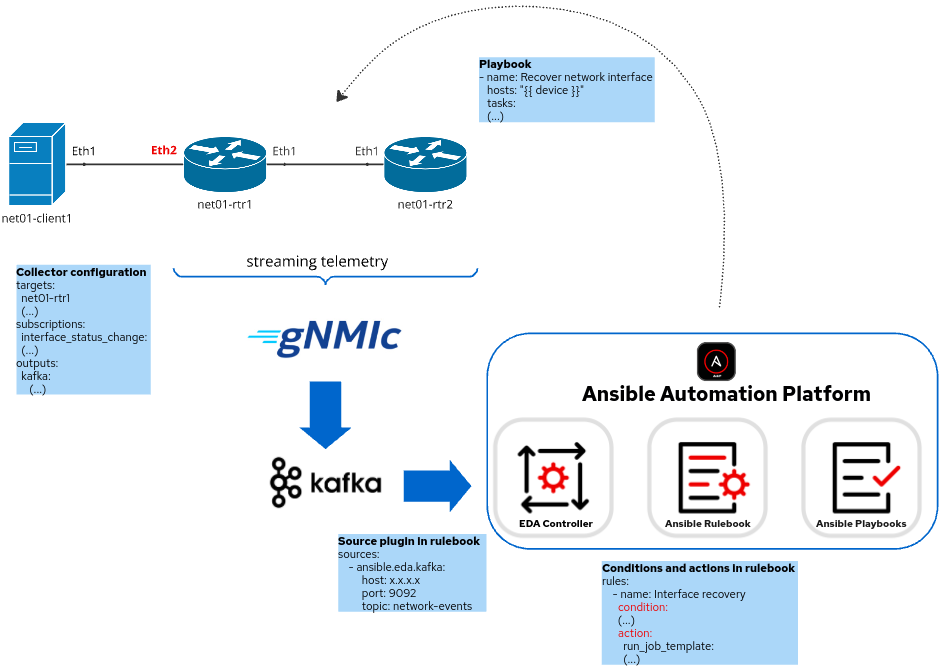 Playbook
- name: Recover network interface
hosts: "{{ device }}"
tasks:
(...)
Eth1
Eth2
Eth1
Eth1
net01-client1
net01-rtr1
net01-rtr2
streaming telemetry
Collector configuration
targets:
net01-rtr1
(...)
subscriptions:
interface_status_change:
(...)
outputs:
kafka:
(...)
gNMIc
Ansible Automation Platform
kafka
EDA Controller
Ansible Rulebook
Ansible Playbooks
Source plugin in rulebook
sources:
- ansible.eda.kafka:
host: x.x.x.x
port: 9092
topic: network-events
Conditions and actions in rulebook
rules:
- name: Interface recovery
condition:
(...)
action:
run_job_template:
(...)